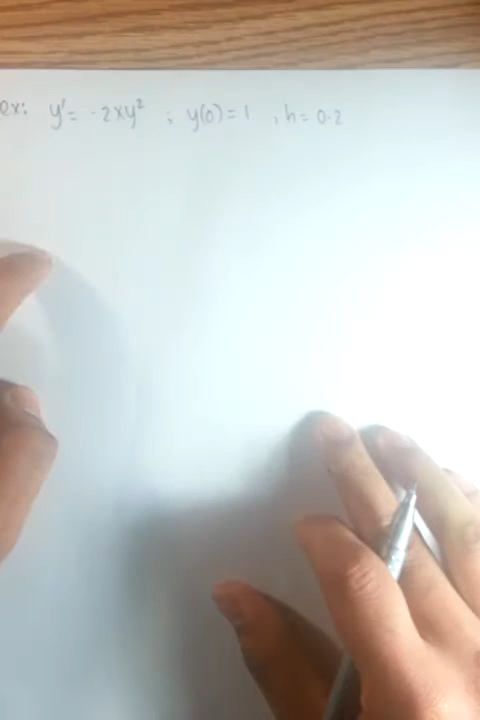 ex: y' = -2xy² ; y(0) = 1 , h = 0.2